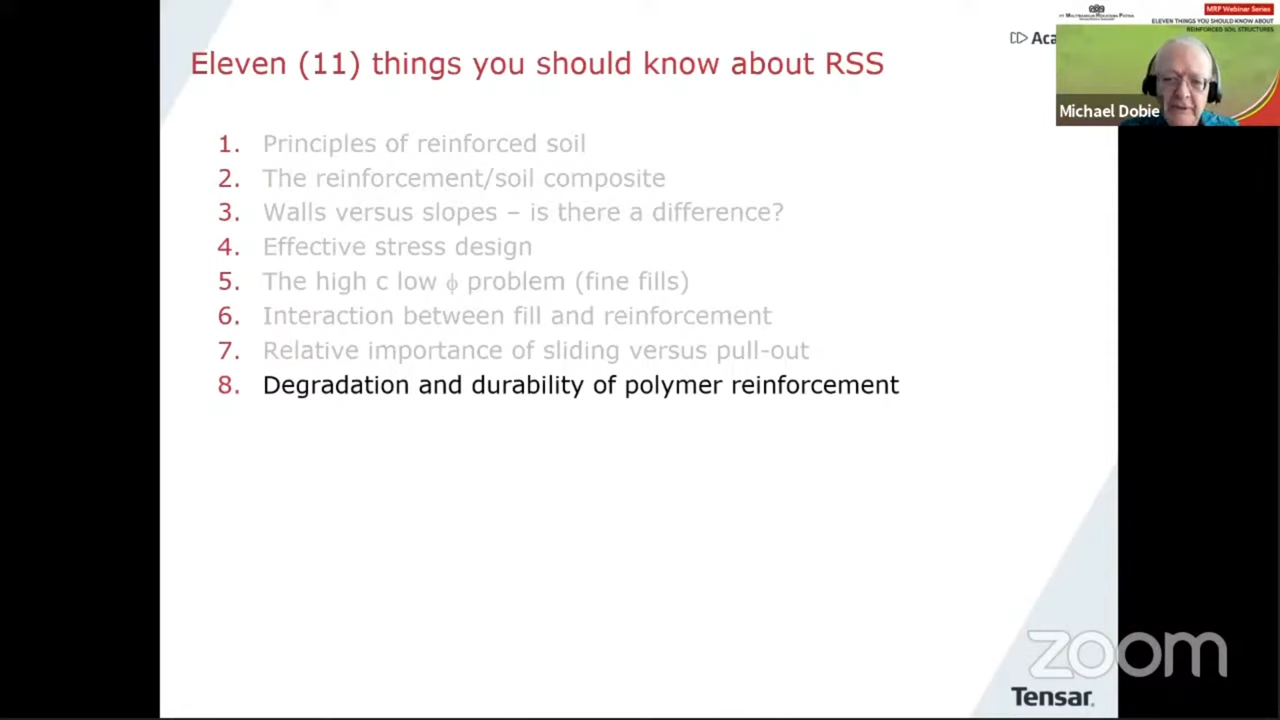 Eleven (11) things you should know about RSS
1. Principles of reinforced soil
2. The reinforcement/soil composite
3. Walls versus slopes – is there a difference?
4. Effective stress design
5. The high c low ϕ problem (fine fills)
6. Interaction between fill and reinforcement
7. Relative importance of sliding versus pull-out
8. Degradation and durability of polymer reinforcement
Aca
MRP Webinar Series
ELEVEN THINGS YOU SHOULD KNOW ABOUT
REINFORCED SOIL STRUCTURES
Michael Dobie
zoom
Tensar